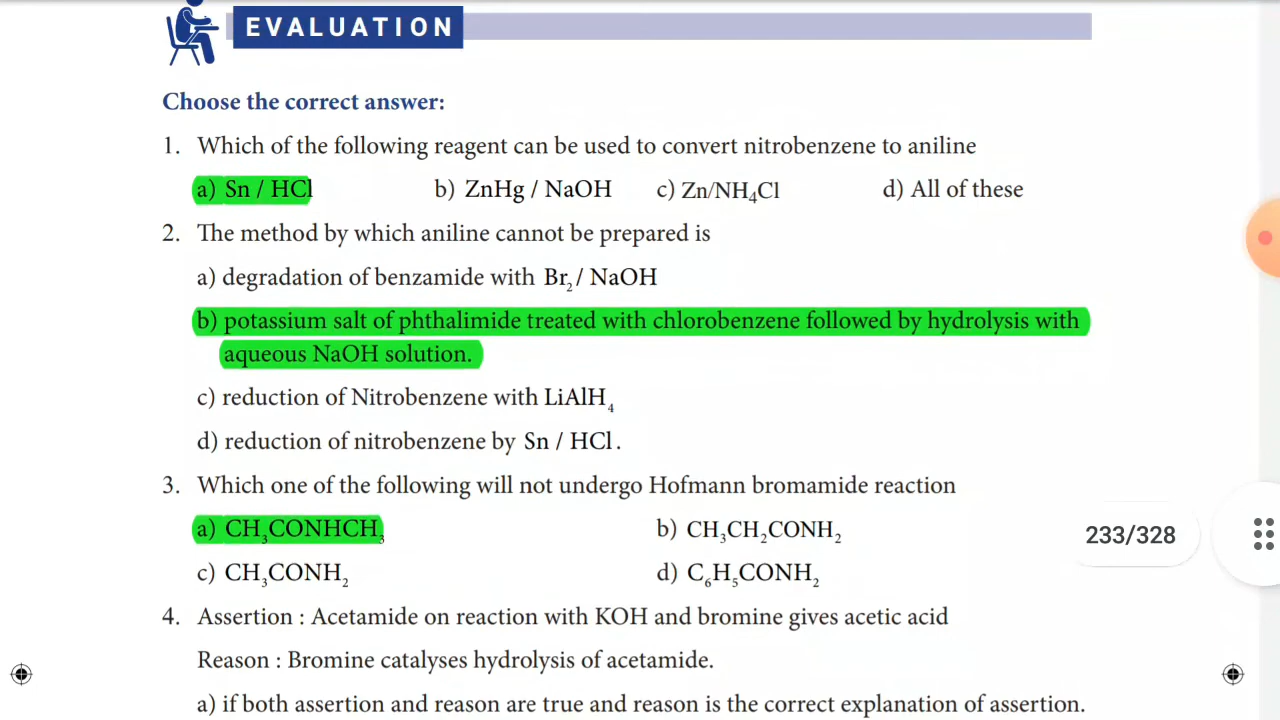 EVALUATION
Choose the correct answer:
1. Which of the following reagent can be used to convert nitrobenzene to aniline
a) Sn / HCl b) ZnHg / NaOH c) Zn/NH₄Cl d) All of these
2. The method by which aniline cannot be prepared is
a) degradation of benzamide with Br₂ / NaOH
b) potassium salt of phthalimide treated with chlorobenzene followed by hydrolysis with
aqueous NaOH solution.
c) reduction of Nitrobenzene with LiAlH₄
d) reduction of nitrobenzene by Sn / HCl.
3. Which one of the following will not undergo Hofmann bromamide reaction
a) CH₃CONHCH₃ b) CH₃CH₂CONH₂
c) CH₃CONH₂ d) C₆H₅CONH₂
233/328
4. Assertion : Acetamide on reaction with KOH and bromine gives acetic acid
Reason : Bromine catalyses hydrolysis of acetamide.
a) if both assertion and reason are true and reason is the correct explanation of assertion.